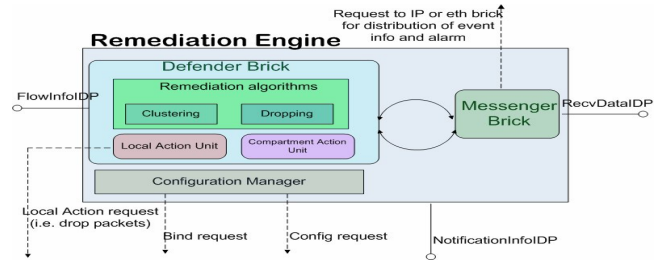 Request to IP or eth brick
for distribution of event
info and alarm
Remediation Engine
Defender Brick
Remediation algorithms
Clustering
Dropping
FlowInfoIDP
Messenger
Brick
RecvDataIDP
Local Action Unit
Compartment Action
Unit
Configuration Manager
Local Action request
(i.e. drop packets)
Bind request
Config request
NotificationInfoIDP